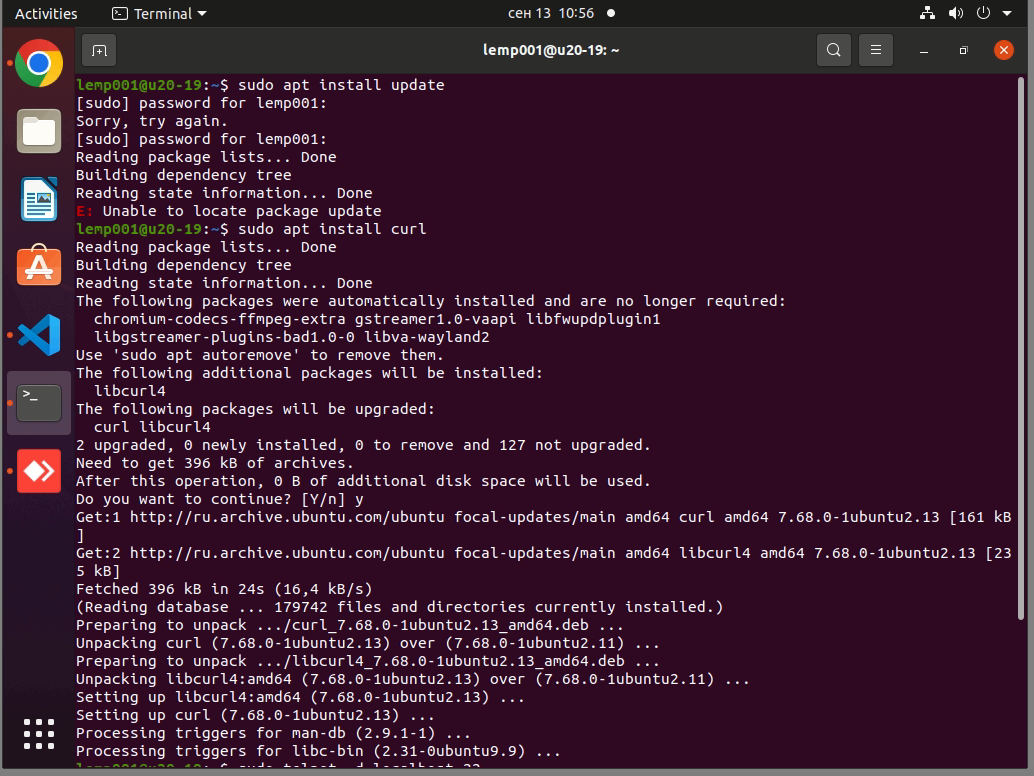 Activities
Terminal
сен 13 10:56
lemp001@u20-19: ~
lemp001@u20-19:~$ sudo apt install update
[sudo] password for lemp001:
Sorry, try again.
[sudo] password for lemp001:
Reading package lists... Done
Building dependency tree
Reading state information... Done
E: Unable to locate package update
lemp001@u20-19:~$ sudo apt install curl
Reading package lists... Done
Building dependency tree
Reading state information... Done
The following packages were automatically installed and are no longer required:
chromium-codecs-ffmpeg-extra gstreamer1.0-vaapi libfwupdplugin1
libgstreamer-plugins-bad1.0-0 libva-wayland2
Use 'sudo apt autoremove' to remove them.
The following additional packages will be installed:
libcurl4
The following packages will be upgraded:
curl libcurl4
2 upgraded, 0 newly installed, 0 to remove and 127 not upgraded.
Need to get 396 kB of archives.
After this operation, 0 B of additional disk space will be used.
Do you want to continue? [Y/n] y
Get:1 http://ru.archive.ubuntu.com/ubuntu focal-updates/main amd64 curl amd64 7.68.0-1ubuntu2.13 [161 kB
]
Get:2 http://ru.archive.ubuntu.com/ubuntu focal-updates/main amd64 libcurl4 amd64 7.68.0-1ubuntu2.13 [23
5 kB]
Fetched 396 kB in 24s (16,4 kB/s)
(Reading database ... 179742 files and directories currently installed.)
Preparing to unpack .../curl_7.68.0-1ubuntu2.13_amd64.deb ...
Unpacking curl (7.68.0-1ubuntu2.13) over (7.68.0-1ubuntu2.11) ...
Preparing to unpack .../libcurl4_7.68.0-1ubuntu2.13_amd64.deb ...
Unpacking libcurl4:amd64 (7.68.0-1ubuntu2.13) over (7.68.0-1ubuntu2.11) ...
Setting up libcurl4:amd64 (7.68.0-1ubuntu2.13) ...
Setting up curl (7.68.0-1ubuntu2.13) ...
Processing triggers for man-db (2.9.1-1) ...
Processing triggers for libc-bin (2.31-0ubuntu9.9) ...
lemp001@u20-19:~$ sudo